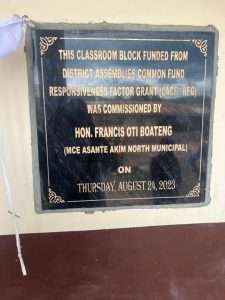 THIS CLASSROOM BLOCK FUNDED FROM
DISTRICT ASSEMBLIES COMMON FUND
RESPONSIVENESS FACTOR GRANT (DACF - RFG)
WAS COMMISSIONED BY
HON. FRANCIS OTI BOATENG
(MCE ASANTE AKIM NORTH MUNICIPAL)
ON
THURSDAY, AUGUST 24, 2023